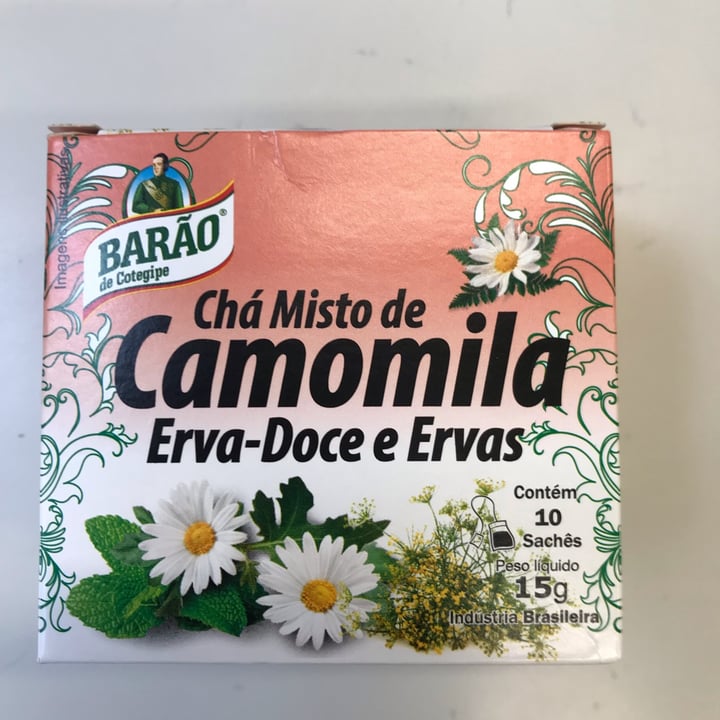 Imagens ilustrativas
BARÃO®
de Cotegipe
Chá Misto de
Camomila
Erva-Doce e Ervas
Contém
10
Sachês
Peso líquido
15g
Indústria Brasileira